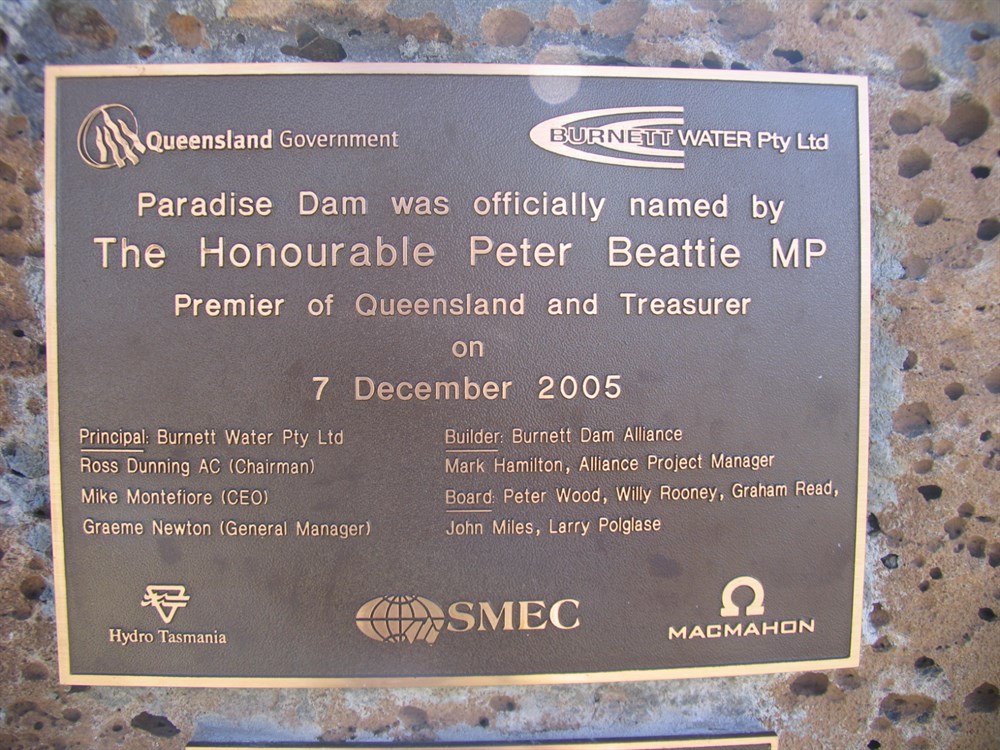 Queensland Government
BURNETT WATER Pty Ltd
Paradise Dam was officially named by
The Honourable Peter Beattie MP
Premier of Queensland and Treasurer
on
7 December 2005
Principal: Burnett Water Pty Ltd
Ross Dunning AC (Chairman)
Mike Montefiore (CEO)
Graeme Newton (General Manager)
Builder: Burnett Dam Alliance
Mark Hamilton, Alliance Project Manager
Board: Peter Wood, Willy Rooney, Graham Read,
John Miles, Larry Polglase
Hydro Tasmania
SMEC
MACMAHON